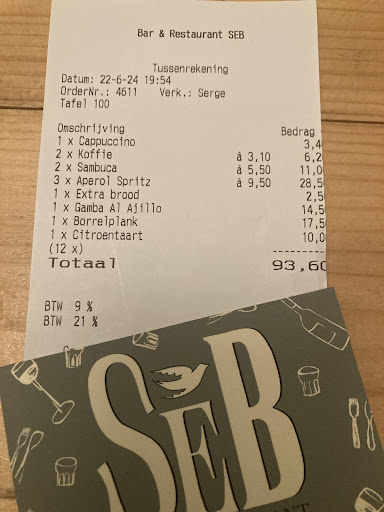 Bar & Restaurant SEB
Tussenrekening
Datum: 22-6-24 19:54
OrderNr.: 4611 Verk.: Serge
Tafel 100
Omschrijving Bedrag
1 x Cappuccino 3,4
2 x Koffie à 3,10 6,2
2 x Sambuca à 5,50 11,0
3 x Aperol Spritz à 9,50 28,5
1 x Extra brood 2,5
1 x Gamba Al Ajillo 14,5
1 x Borrelplank 17,5
1 x Citroentaart 10,0
(12 x) ---------
Totaal 93,60
BTW 9 %
BTW 21 %
SEB